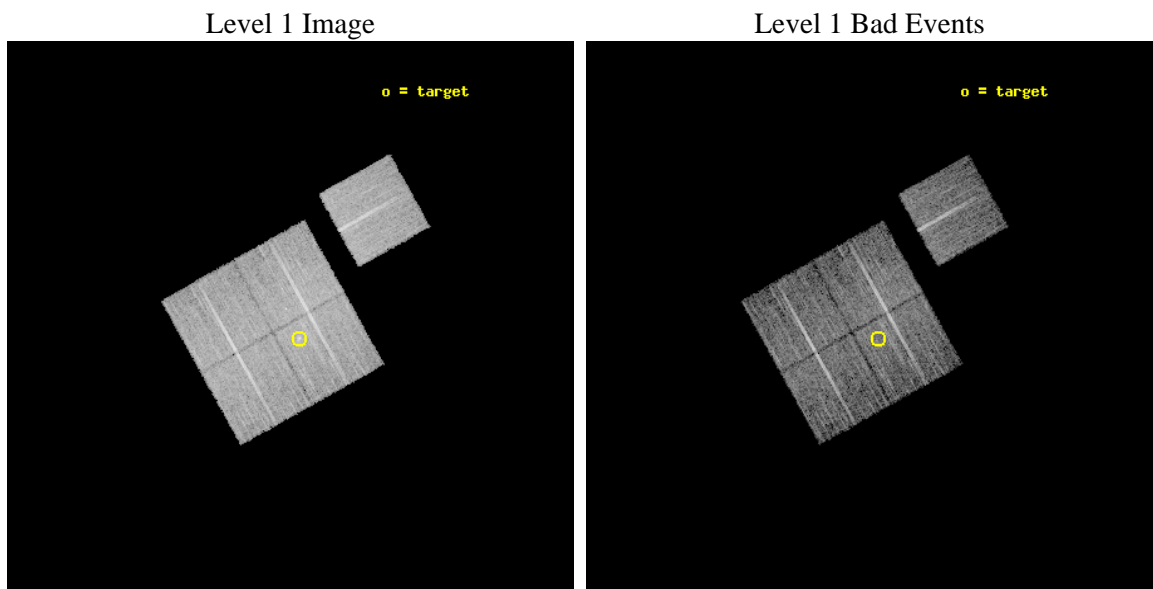 Level 1 Image
Level 1 Bad Events
o = target
o = target